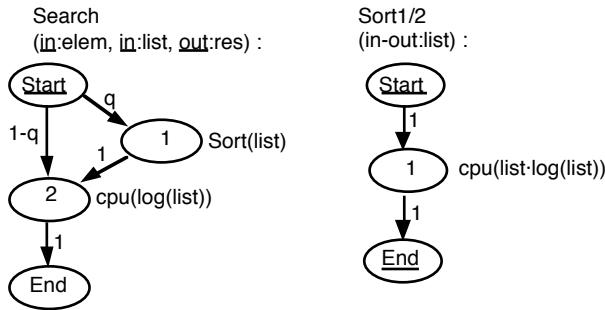 Search
(in:elem, in:list, out:res) :
Start
q
1-q
1
Sort(list)
1
2
cpu(log(list))
1
End
Sort1/2
(in-out:list) :
Start
1
1
cpu(list·log(list))
1
End